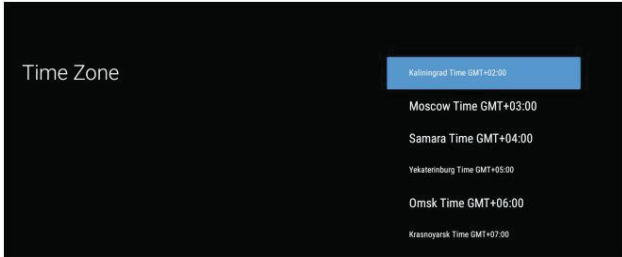 Time Zone
Kaliningrad Time GMT+02:00
Moscow Time GMT+03:00
Samara Time GMT+04:00
Yekaterinburg Time GMT+05:00
Omsk Time GMT+06:00
Krasnoyarsk Time GMT+07:00